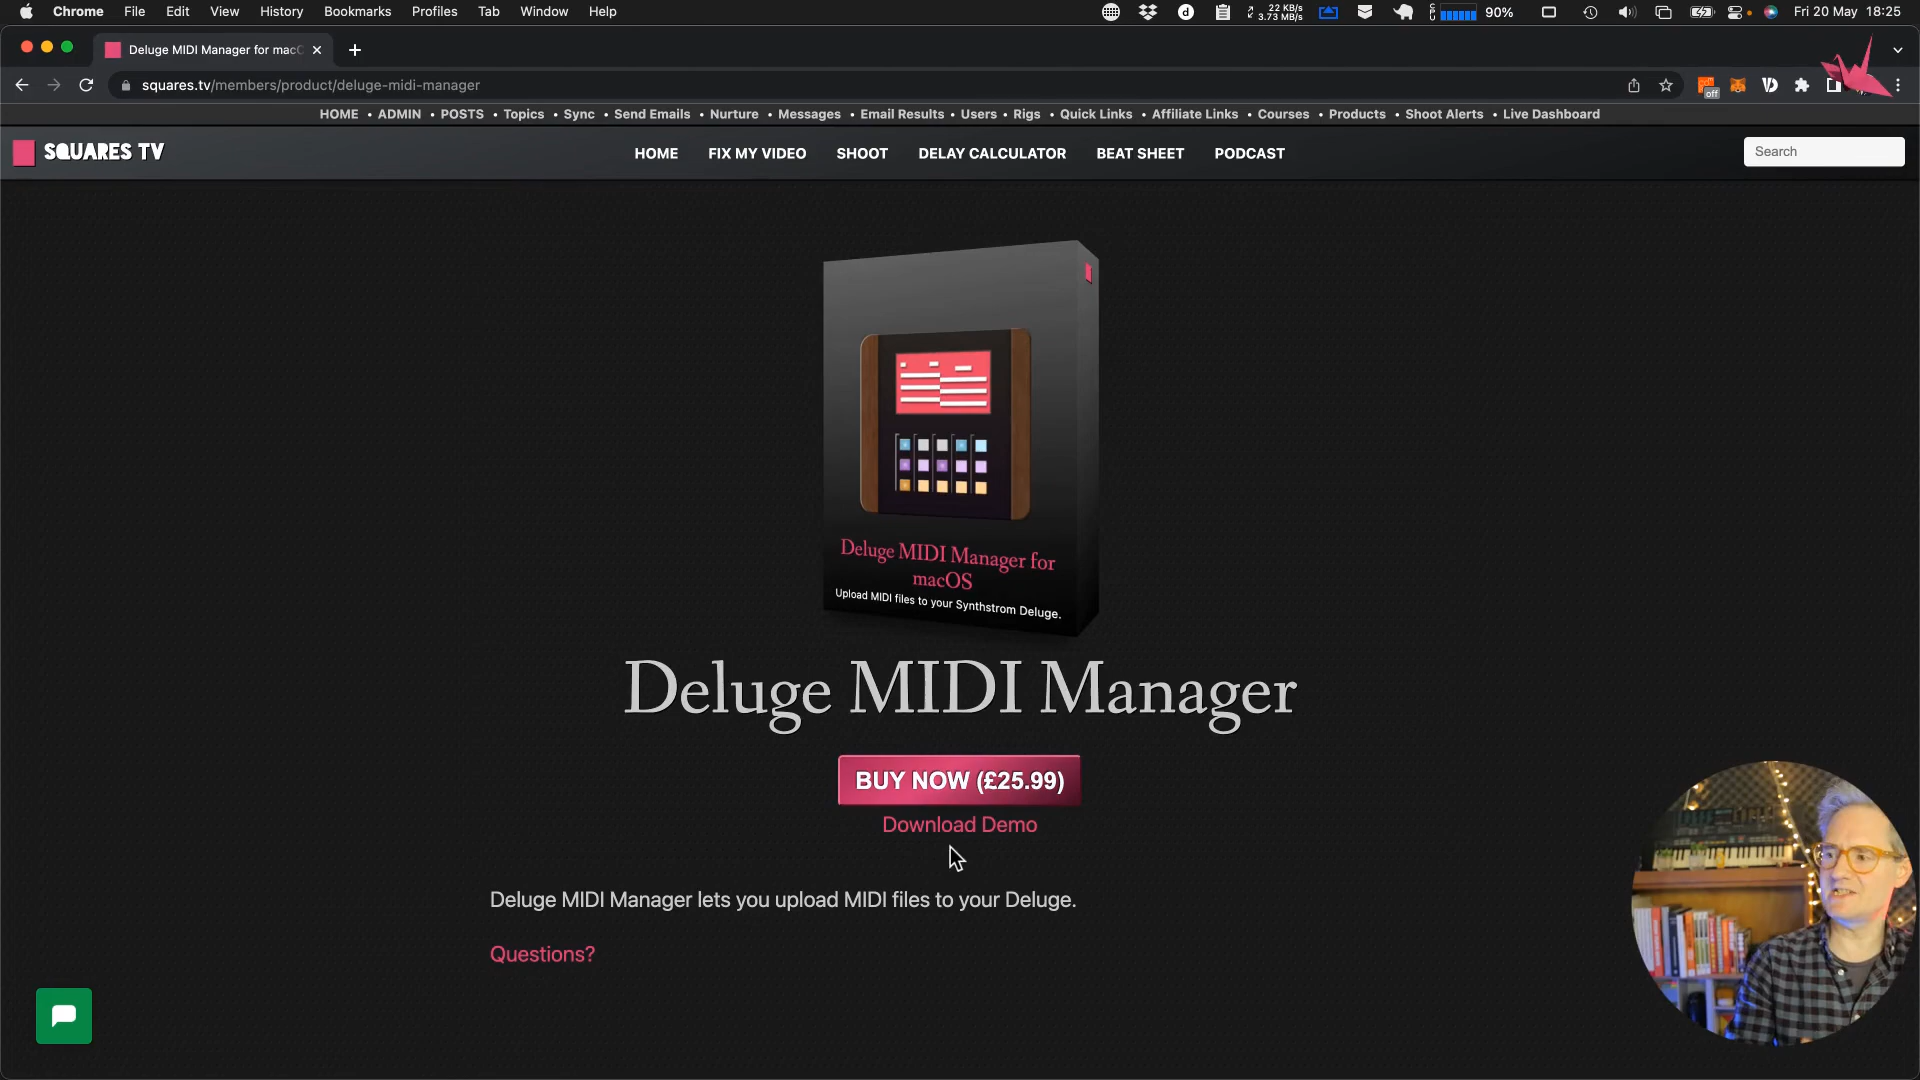 Chrome File Edit View History Bookmarks Profiles Tab Window Help
22 KB/s
3.73 MB/s
90%
Fri 20 May 18:25
Deluge MIDI Manager for macO
squares.tv/members/product/deluge-midi-manager
off
HOME • ADMIN • POSTS • Topics • Sync • Send Emails • Nurture • Messages • Email Results • Users • Rigs • Quick Links • Affiliate Links • Courses • Products • Shoot Alerts • Live Dashboard
SQUARES TV
HOME FIX MY VIDEO SHOOT DELAY CALCULATOR BEAT SHEET PODCAST
Search
Deluge MIDI Manager for
macOS
Upload MIDI files to your Synthstrom Deluge.
Deluge MIDI Manager
BUY NOW (£25.99)
Download Demo
Deluge MIDI Manager lets you upload MIDI files to your Deluge.
Questions?